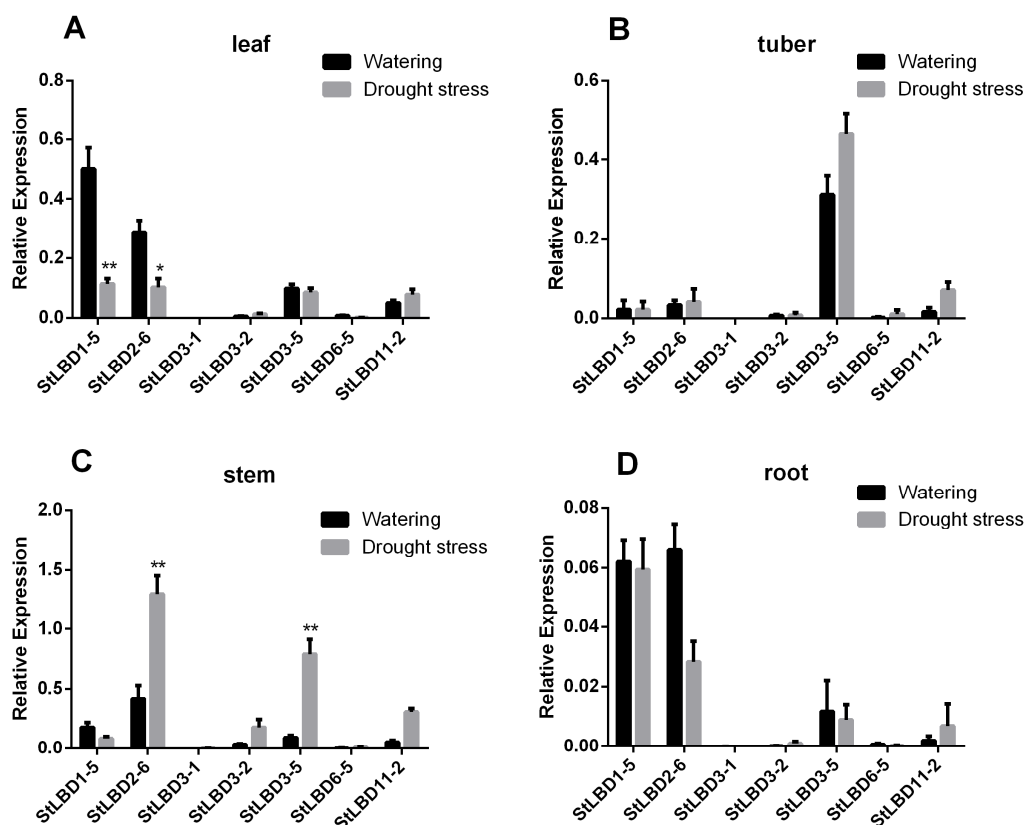 A
leaf
Watering
Drought stress
Relative Expression
0.8
0.6
0.4
0.2
0.0
StLBD1-5
StLBD2-6
StLBD3-1
StLBD3-2
StLBD3-5
StLBD6-5
StLBD11-2
**
*
B
tuber
Watering
Drought stress
Relative Expression
0.6
0.4
0.2
0.0
StLBD1-5
StLBD2-6
StLBD3-1
StLBD3-2
StLBD3-5
StLBD6-5
StLBD11-2
C
stem
Watering
Drought stress
Relative Expression
2.0
1.5
1.0
0.5
0.0
**
**
StLBD1-5
StLBD2-6
StLBD3-1
StLBD3-2
StLBD3-5
StLBD6-5
StLBD11-2
D
root
Watering
Drought stress
Relative Expression
0.08
0.06
0.04
0.02
0.00
StLBD1-5
StLBD2-6
StLBD3-1
StLBD3-2
StLBD3-5
StLBD6-5
StLBD11-2